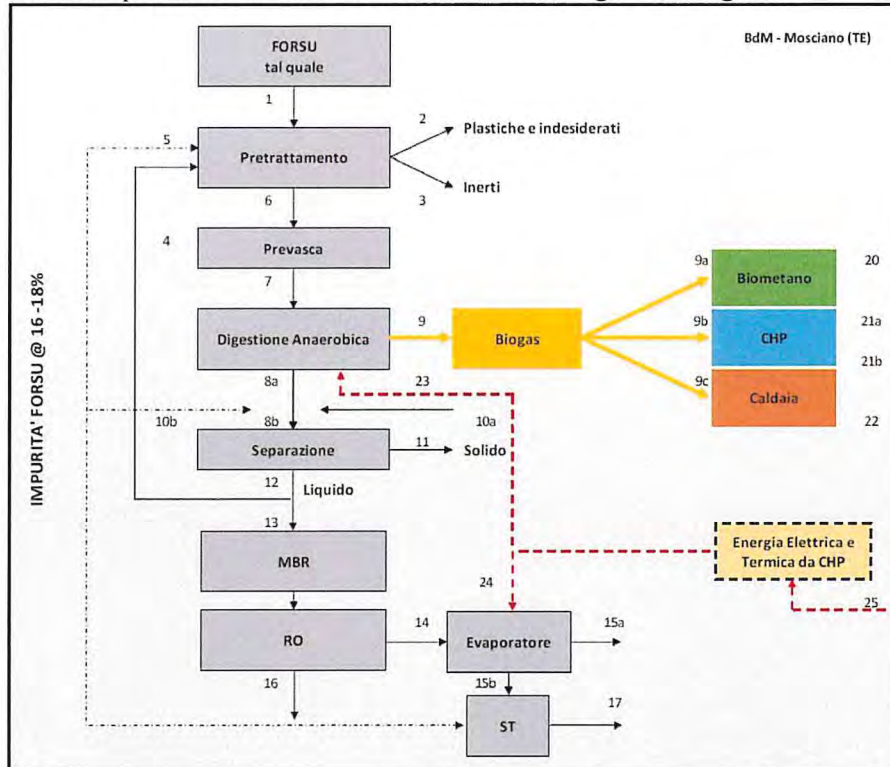 BdM - Mosciano (TE)
FORSU
tal quale
1
5
2
Plastiche e indesiderati
Pretrattamento
Inerti
6
3
4
Prevasca
7
9a
20
Biometano
9
9b
21a
Digestione Anaerobica
Biogas
CHP
21b
8a
23
9c
Caldaia
10b
8b
10a
22
11
Separazione
Solido
12
Liquido
13
IMPURITA' FORSU @ 16 -18%
MBR
Energia Elettrica e
Termica da CHP
24
25
14
15a
RO
Evaporatore
16
15b
17
ST